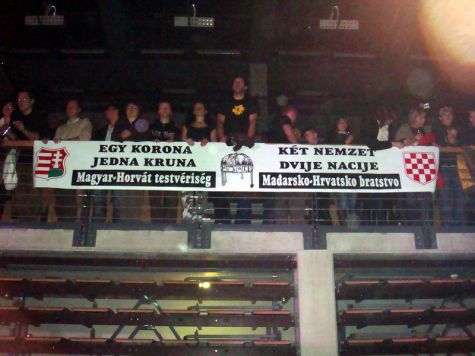 EGY KORONA
JEDNA KRUNA
Magyar-Horvát testvériség
KÉT NEMZET
DVIJE NACIJE
Mađarsko-Hrvatsko bratstvo